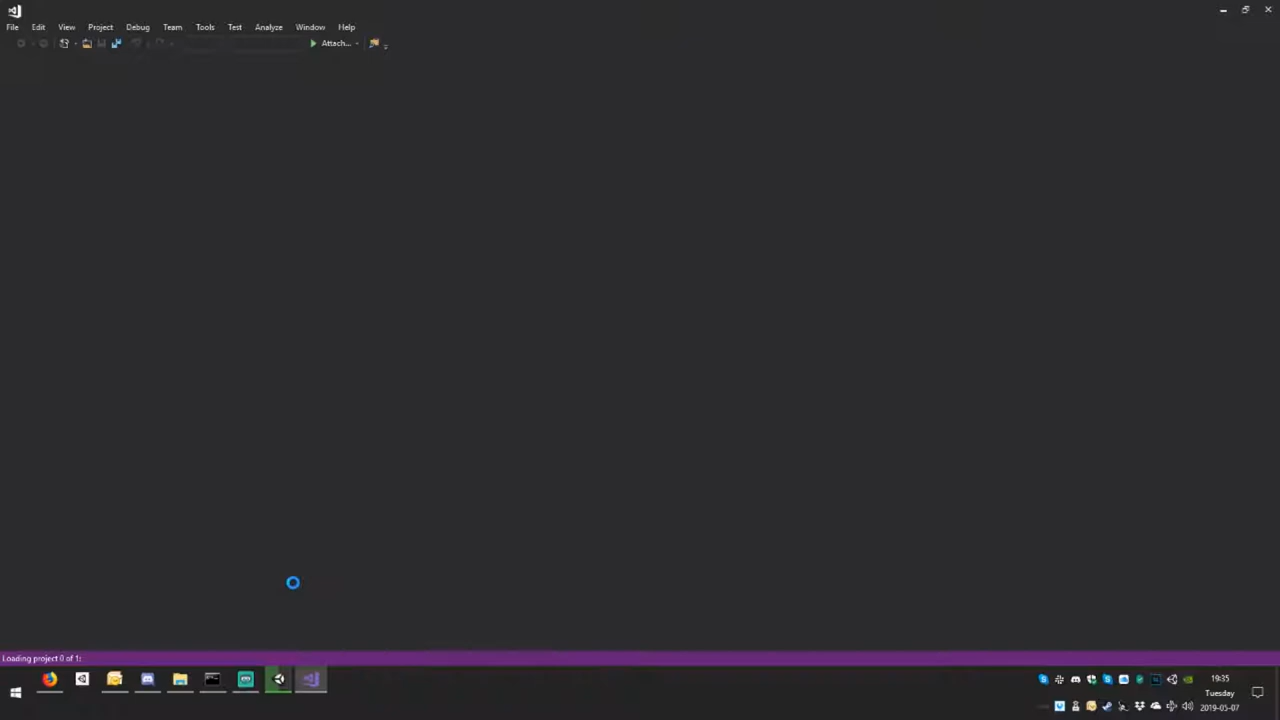 File Edit View Project Debug Team Tools Test Analyze Window Help
Attach...
Loading project 0 of 1:
19:35
Tuesday
2019-05-07